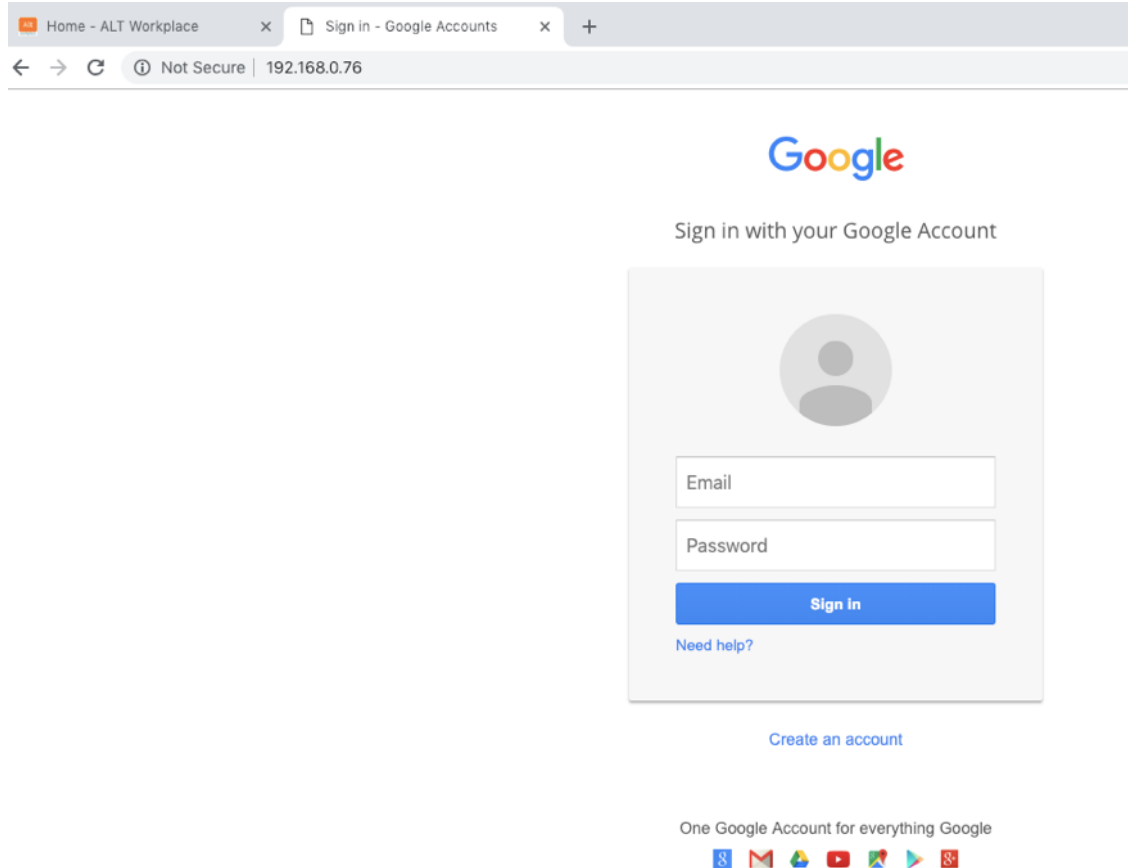 Home - ALT Workplace
Sign in - Google Accounts
Not Secure | 192.168.0.76
Google
Sign in with your Google Account
Email
Password
Sign in
Need help?
Create an account
One Google Account for everything Google